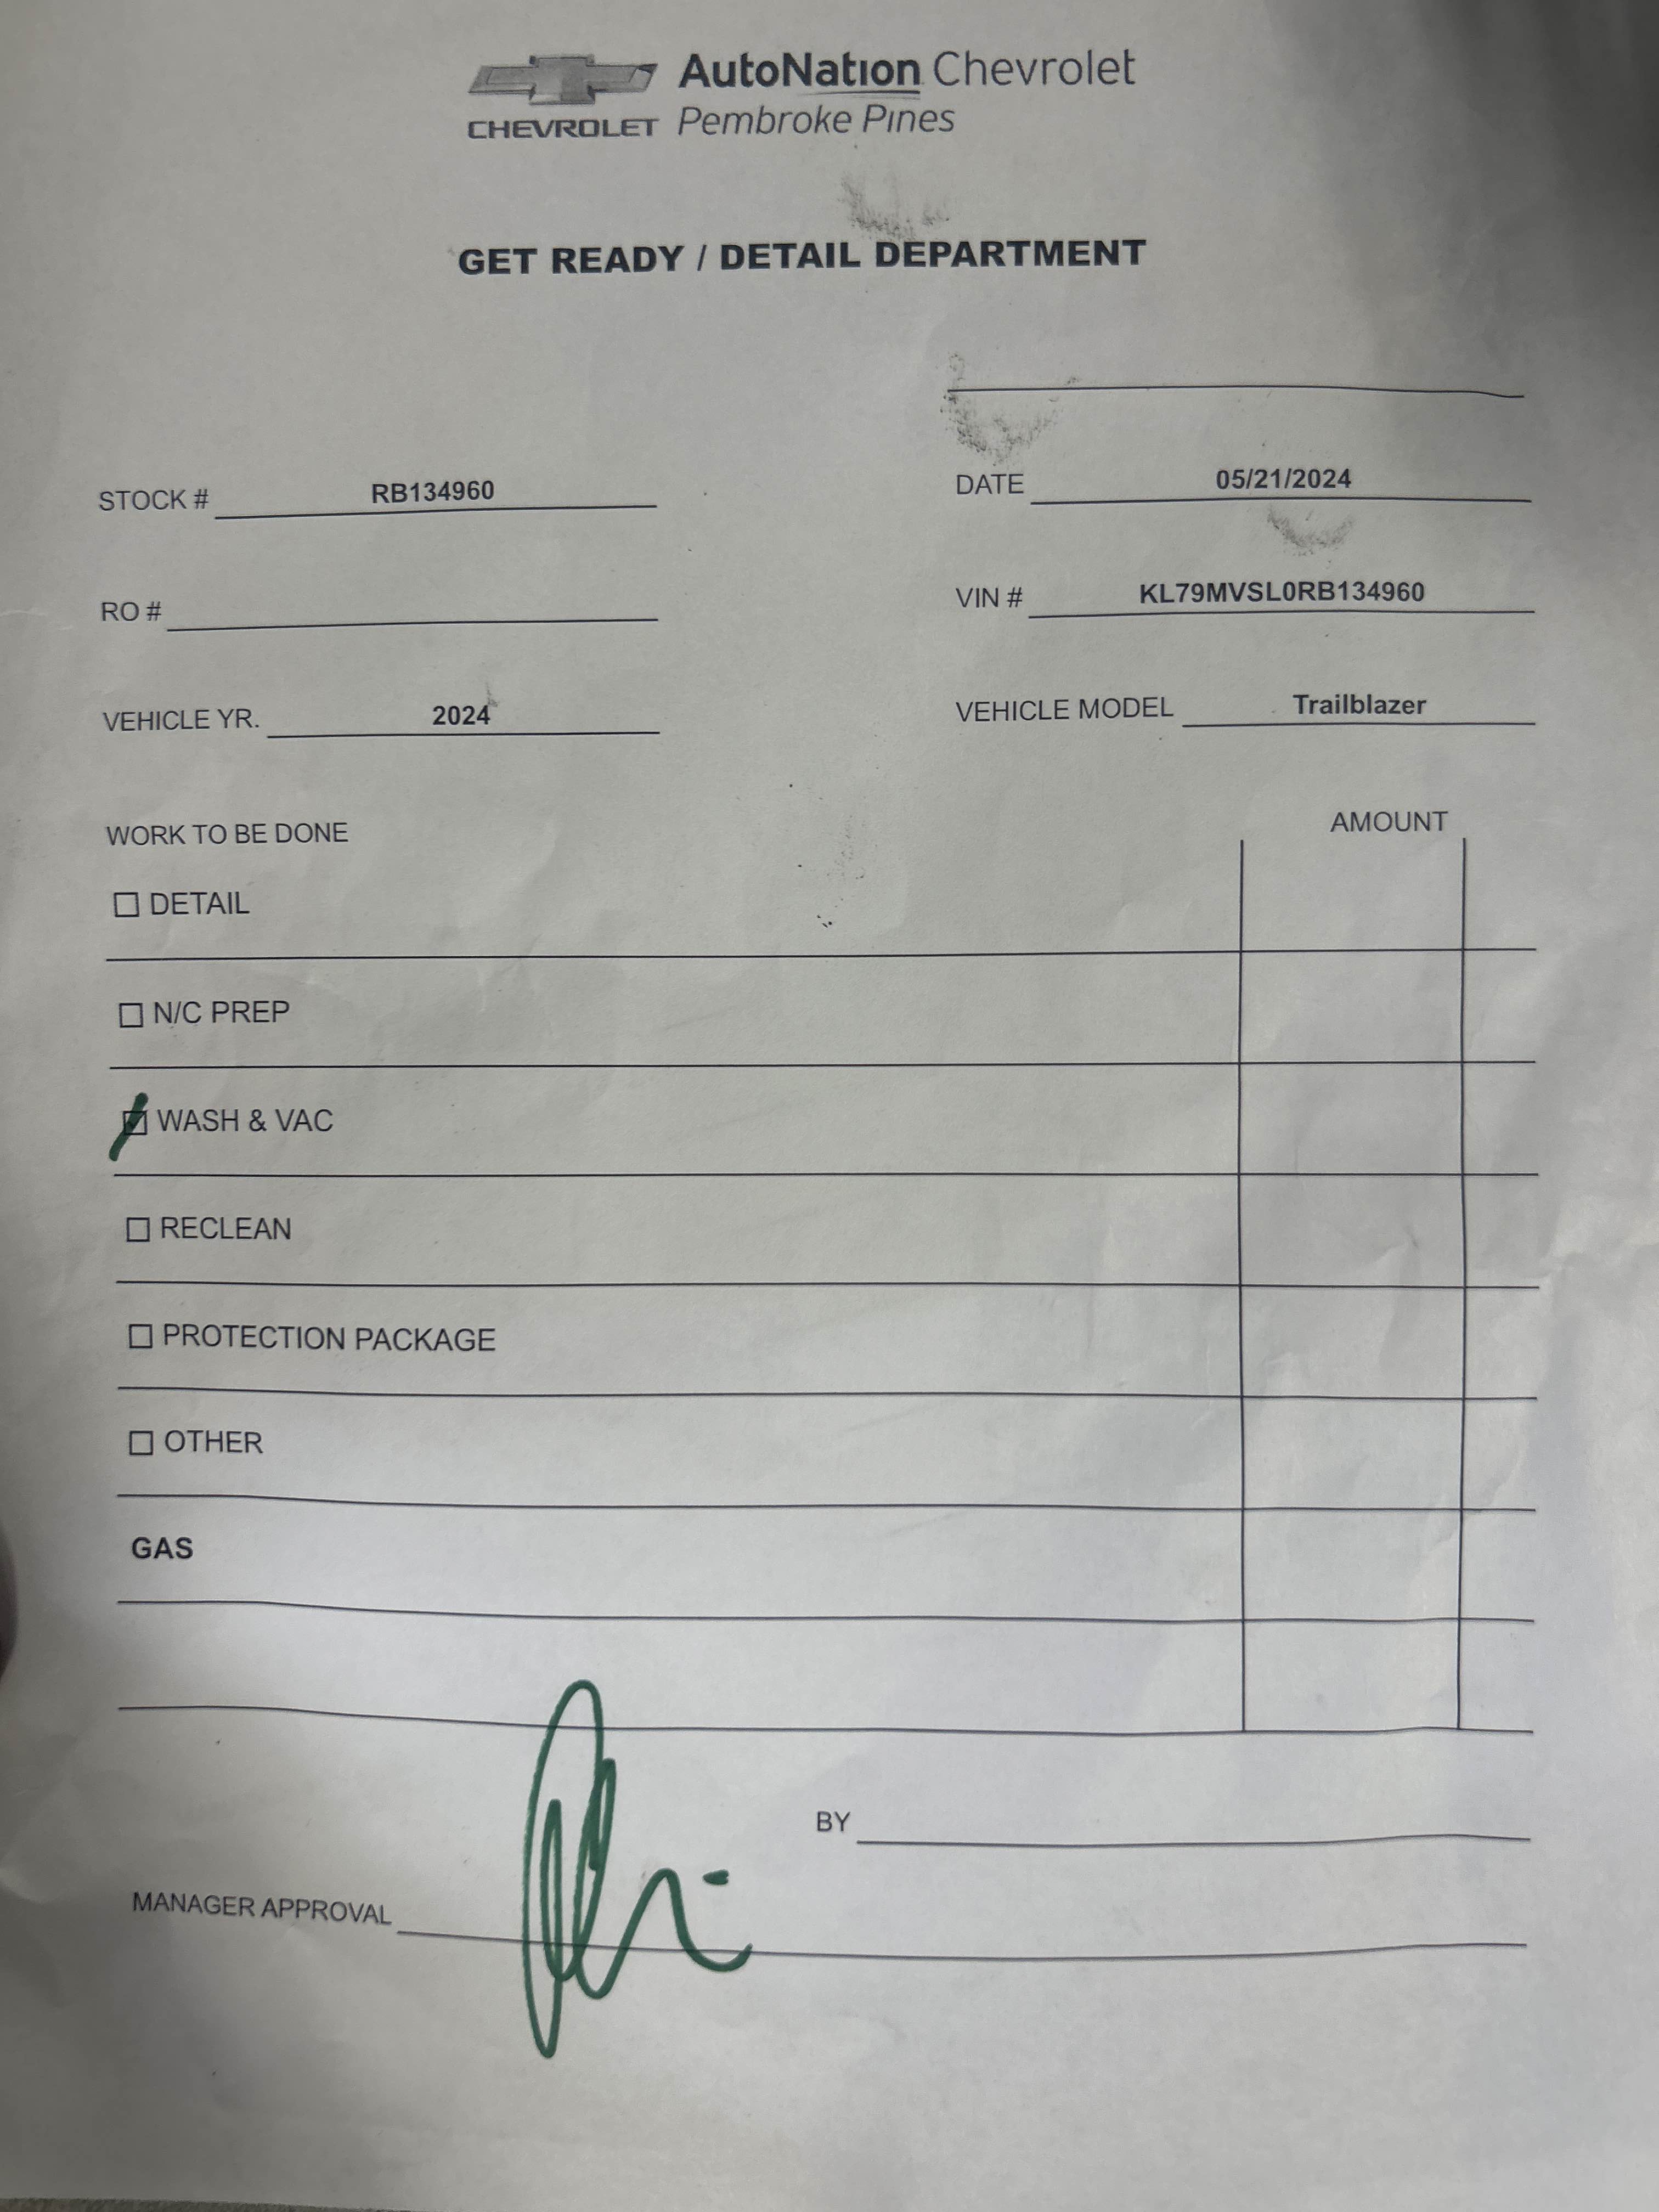 AutoNation Chevrolet
CHEVROLET Pembroke Pines
GET READY / DETAIL DEPARTMENT
STOCK # RB134960 DATE 05/21/2024
RO # VIN # KL79MVSL0RB134960
VEHICLE YR. 2024 VEHICLE MODEL Trailblazer
WORK TO BE DONE AMOUNT
DETAIL
N/C PREP
WASH & VAC
RECLEAN
PROTECTION PACKAGE
OTHER
GAS
BY
MANAGER APPROVAL